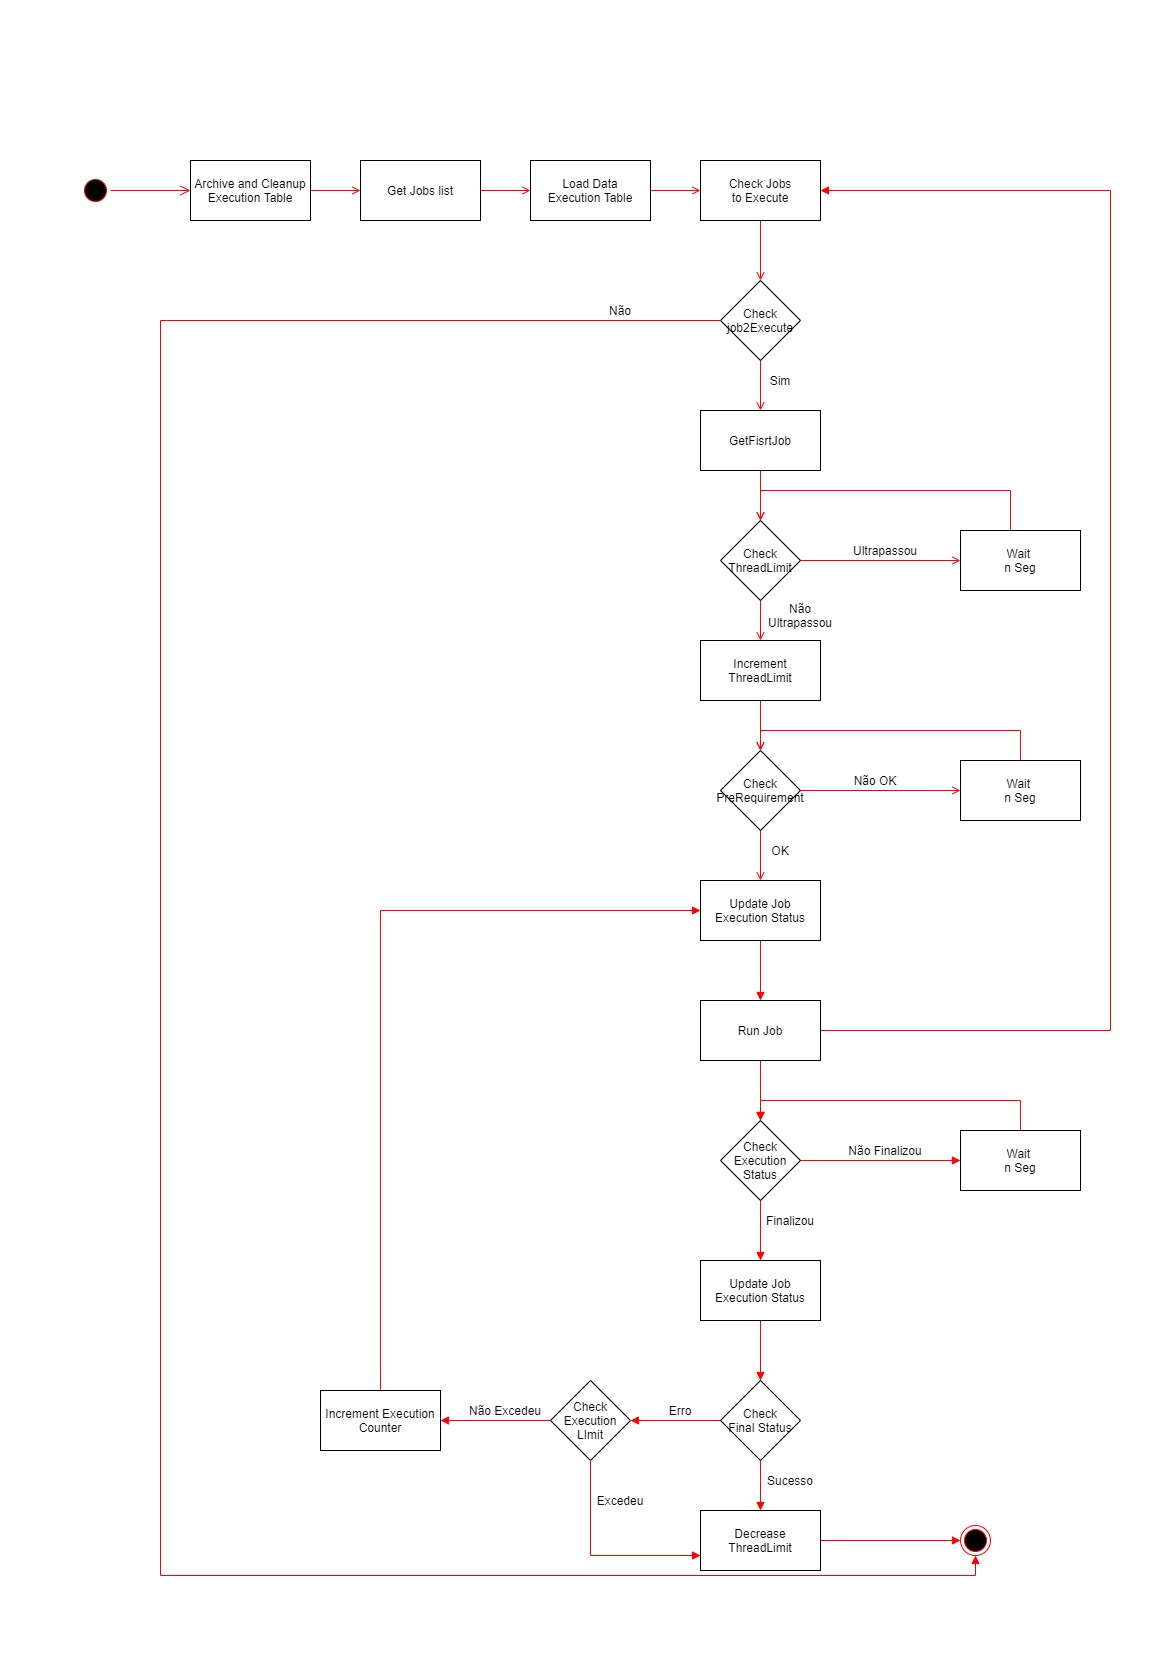 Archive and Cleanup
Execution Table
Get Jobs list
Load Data
Execution Table
Check Jobs
to Execute
Não
Check
job2Execute
Sim
GetFisrtJob
Check
ThreadLimit
Ultrapassou
Wait
n Seg
Não
Ultrapassou
Increment
ThreadLimit
Check
PreRequirement
Não OK
Wait
n Seg
OK
Update Job
Execution Status
Run Job
Check
Execution
Status
Não Finalizou
Wait
n Seg
Finalizou
Update Job
Execution Status
Increment Execution
Counter
Não Excedeu
Check
Execution
LImit
Erro
Check
Final Status
Sucesso
Excedeu
Decrease
ThreadLimit